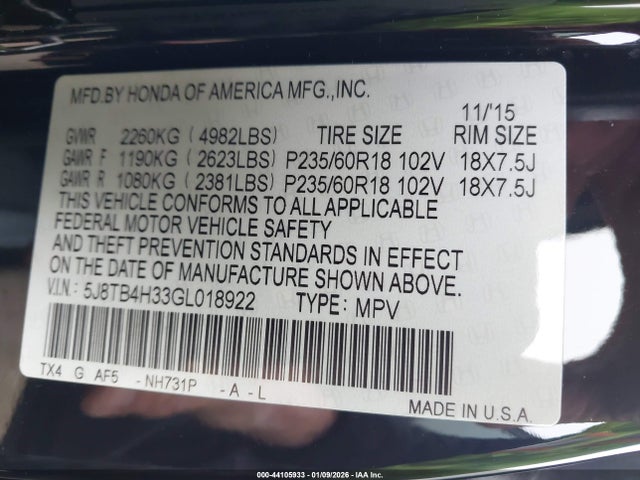 MFD.BY HONDA OF AMERICA MFG.,INC.
11/'15
GVWR 2260KG (4982LBS) TIRE SIZE RIM SIZE
GAWR F 1190KG (2623LBS) P235/60R18 102V 18X7.5J
GAWR R 1080KG (2381LBS) P235/60R18 102V 18X7.5J
THIS VEHICLE CONFORMS TO ALL APPLICABLE
FEDERAL MOTOR VEHICLE SAFETY
AND THEFT PREVENTION STANDARDS IN EFFECT
ON THE DATE OF MANUFACTURE SHOWN ABOVE.
V.I.N.: 5J8TB4H33GL018922 TYPE: MPV
TX4 G AF5 - NH731P - A - L
MADE IN U.S.A.
000-44105933 - 01/09/2026 - IAA Inc.